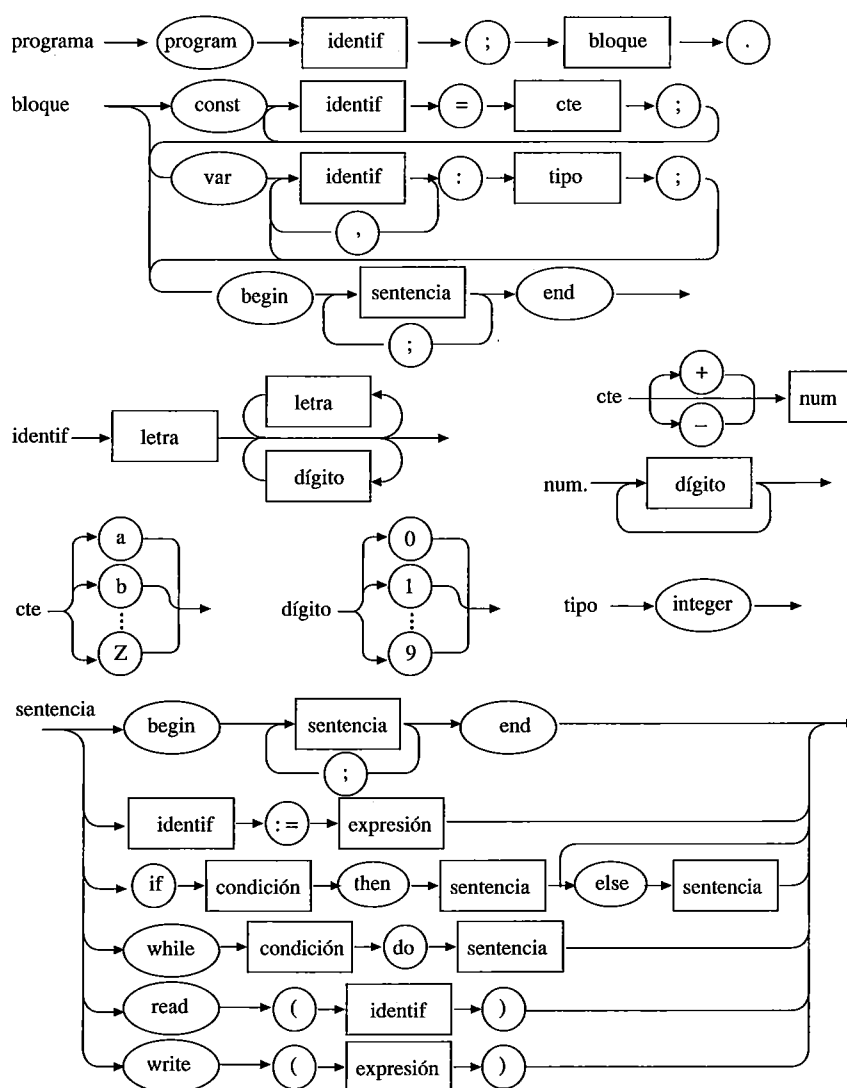 programa program identif ; bloque .
bloque const identif = cte ;
var identif : tipo ;
,
begin sentencia end
;
+
cte num
–
letra
identif letra
dígito
num. dígito
a
cte b
Z
0
dígito 1
9
tipo integer
sentencia
begin sentencia end
;
identif := expresión
if condición then sentencia else sentencia
while condición do sentencia
read ( identif )
write ( expresión )